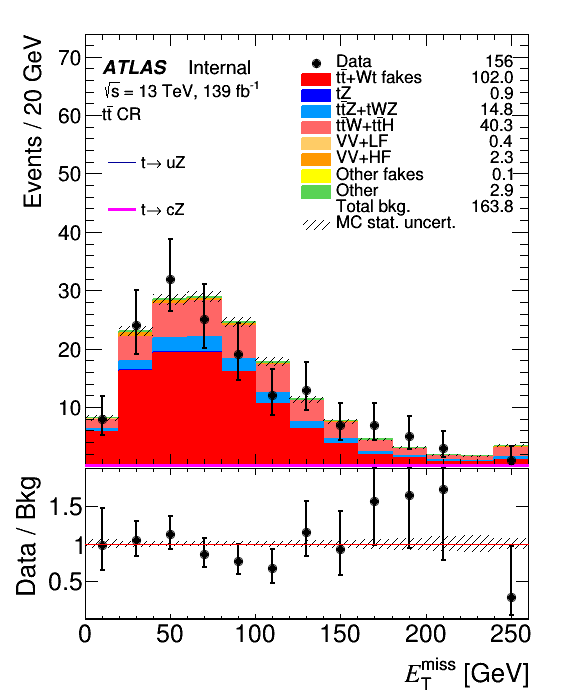 Events / 20 GeV
70
60
50
40
30
20
10
ATLAS Internal
√s = 13 TeV, 139 fb⁻¹
tt̄ CR
t→ uZ
t→ cZ
Data 156
tt̄+Wt fakes 102.0
tZ 0.9
tt̄Z+tWZ 14.8
tt̄W+tt̄H 40.3
VV+LF 0.4
VV+HF 2.3
Other fakes 0.1
Other 2.9
Total bkg. 163.8
MC stat. uncert.
Data / Bkg
1.5
1
0.5
0 50 100 150 200 250
E_T^miss [GeV]